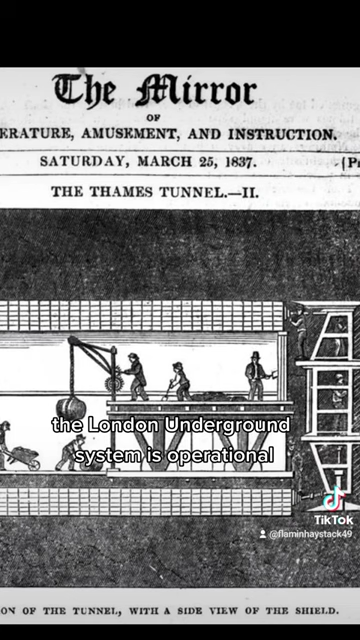 The Mirror
OF
ERATURE, AMUSEMENT, AND INSTRUCTION.
SATURDAY, MARCH 25, 1837.
THE THAMES TUNNEL.—II.
the London Underground
system is operational
TikTok
@flaminhaystack49
ON OF THE TUNNEL, WITH A SIDE VIEW OF THE SHIELD.